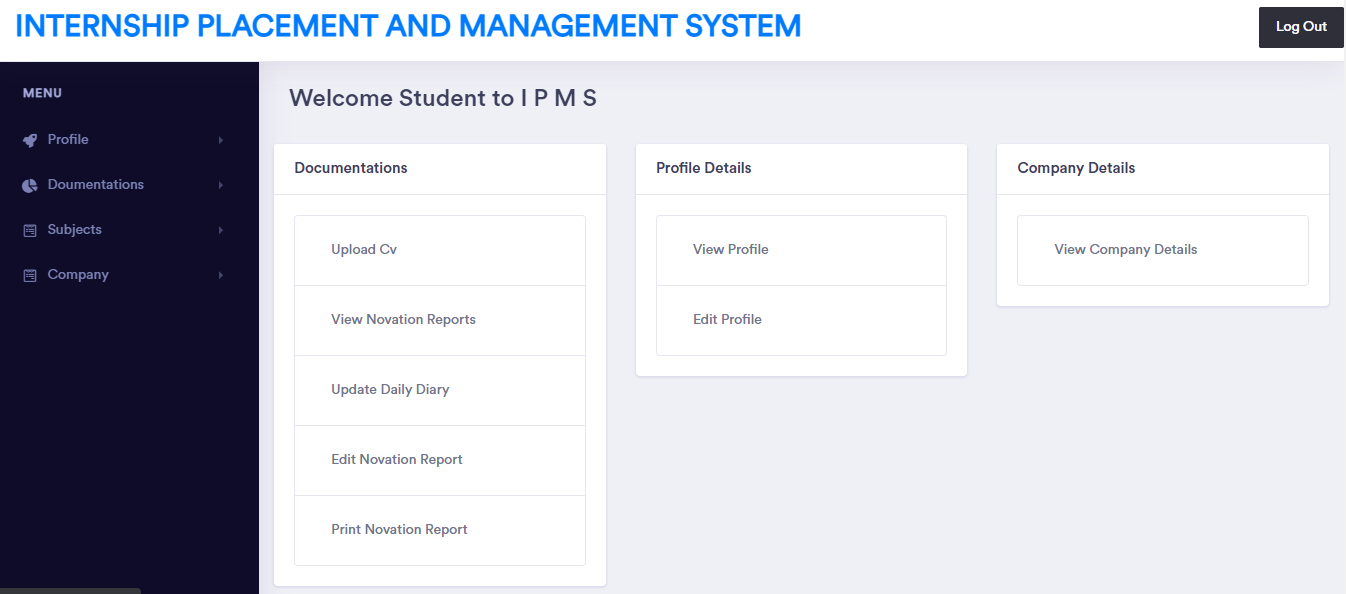 INTERNSHIP PLACEMENT AND MANAGEMENT SYSTEM
Log Out
MENU
Profile
Doumentations
Subjects
Company
Welcome Student to I P M S
Documentations
Upload Cv
View Novation Reports
Update Daily Diary
Edit Novation Report
Print Novation Report
Profile Details
View Profile
Edit Profile
Company Details
View Company Details